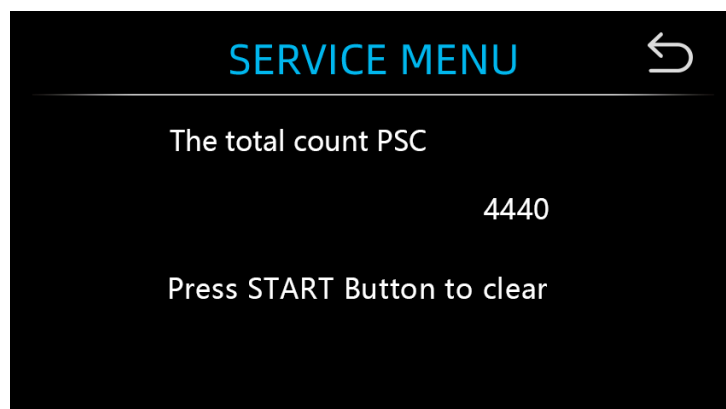 SERVICE MENU
The total count PSC
4440
Press START Button to clear